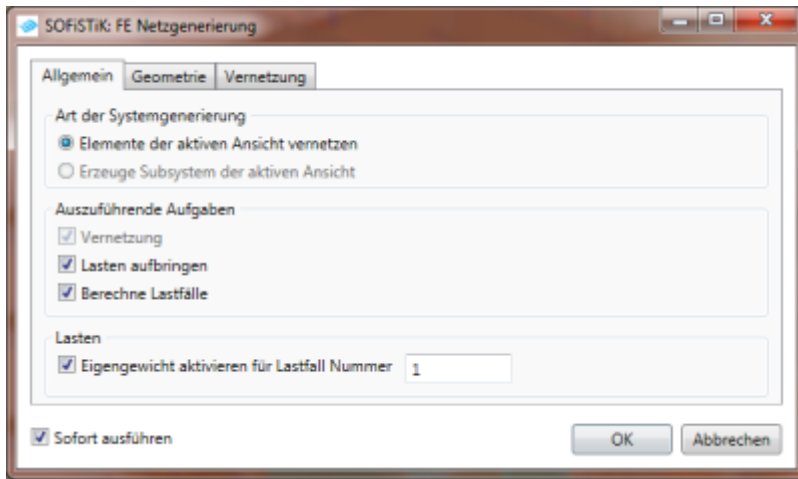 SOFiSTiK: FE Netzgenerierung
Allgemein Geometrie Vernetzung
Art der Systemgenerierung
Elemente der aktiven Ansicht vernetzen
Erzeuge Subsystem der aktiven Ansicht
Auszuführende Aufgaben
Vernetzung
Lasten aufbringen
Berechne Lastfälle
Lasten
Eigengewicht aktivieren für Lastfall Nummer 1
Sofort ausführen OK Abbrechen